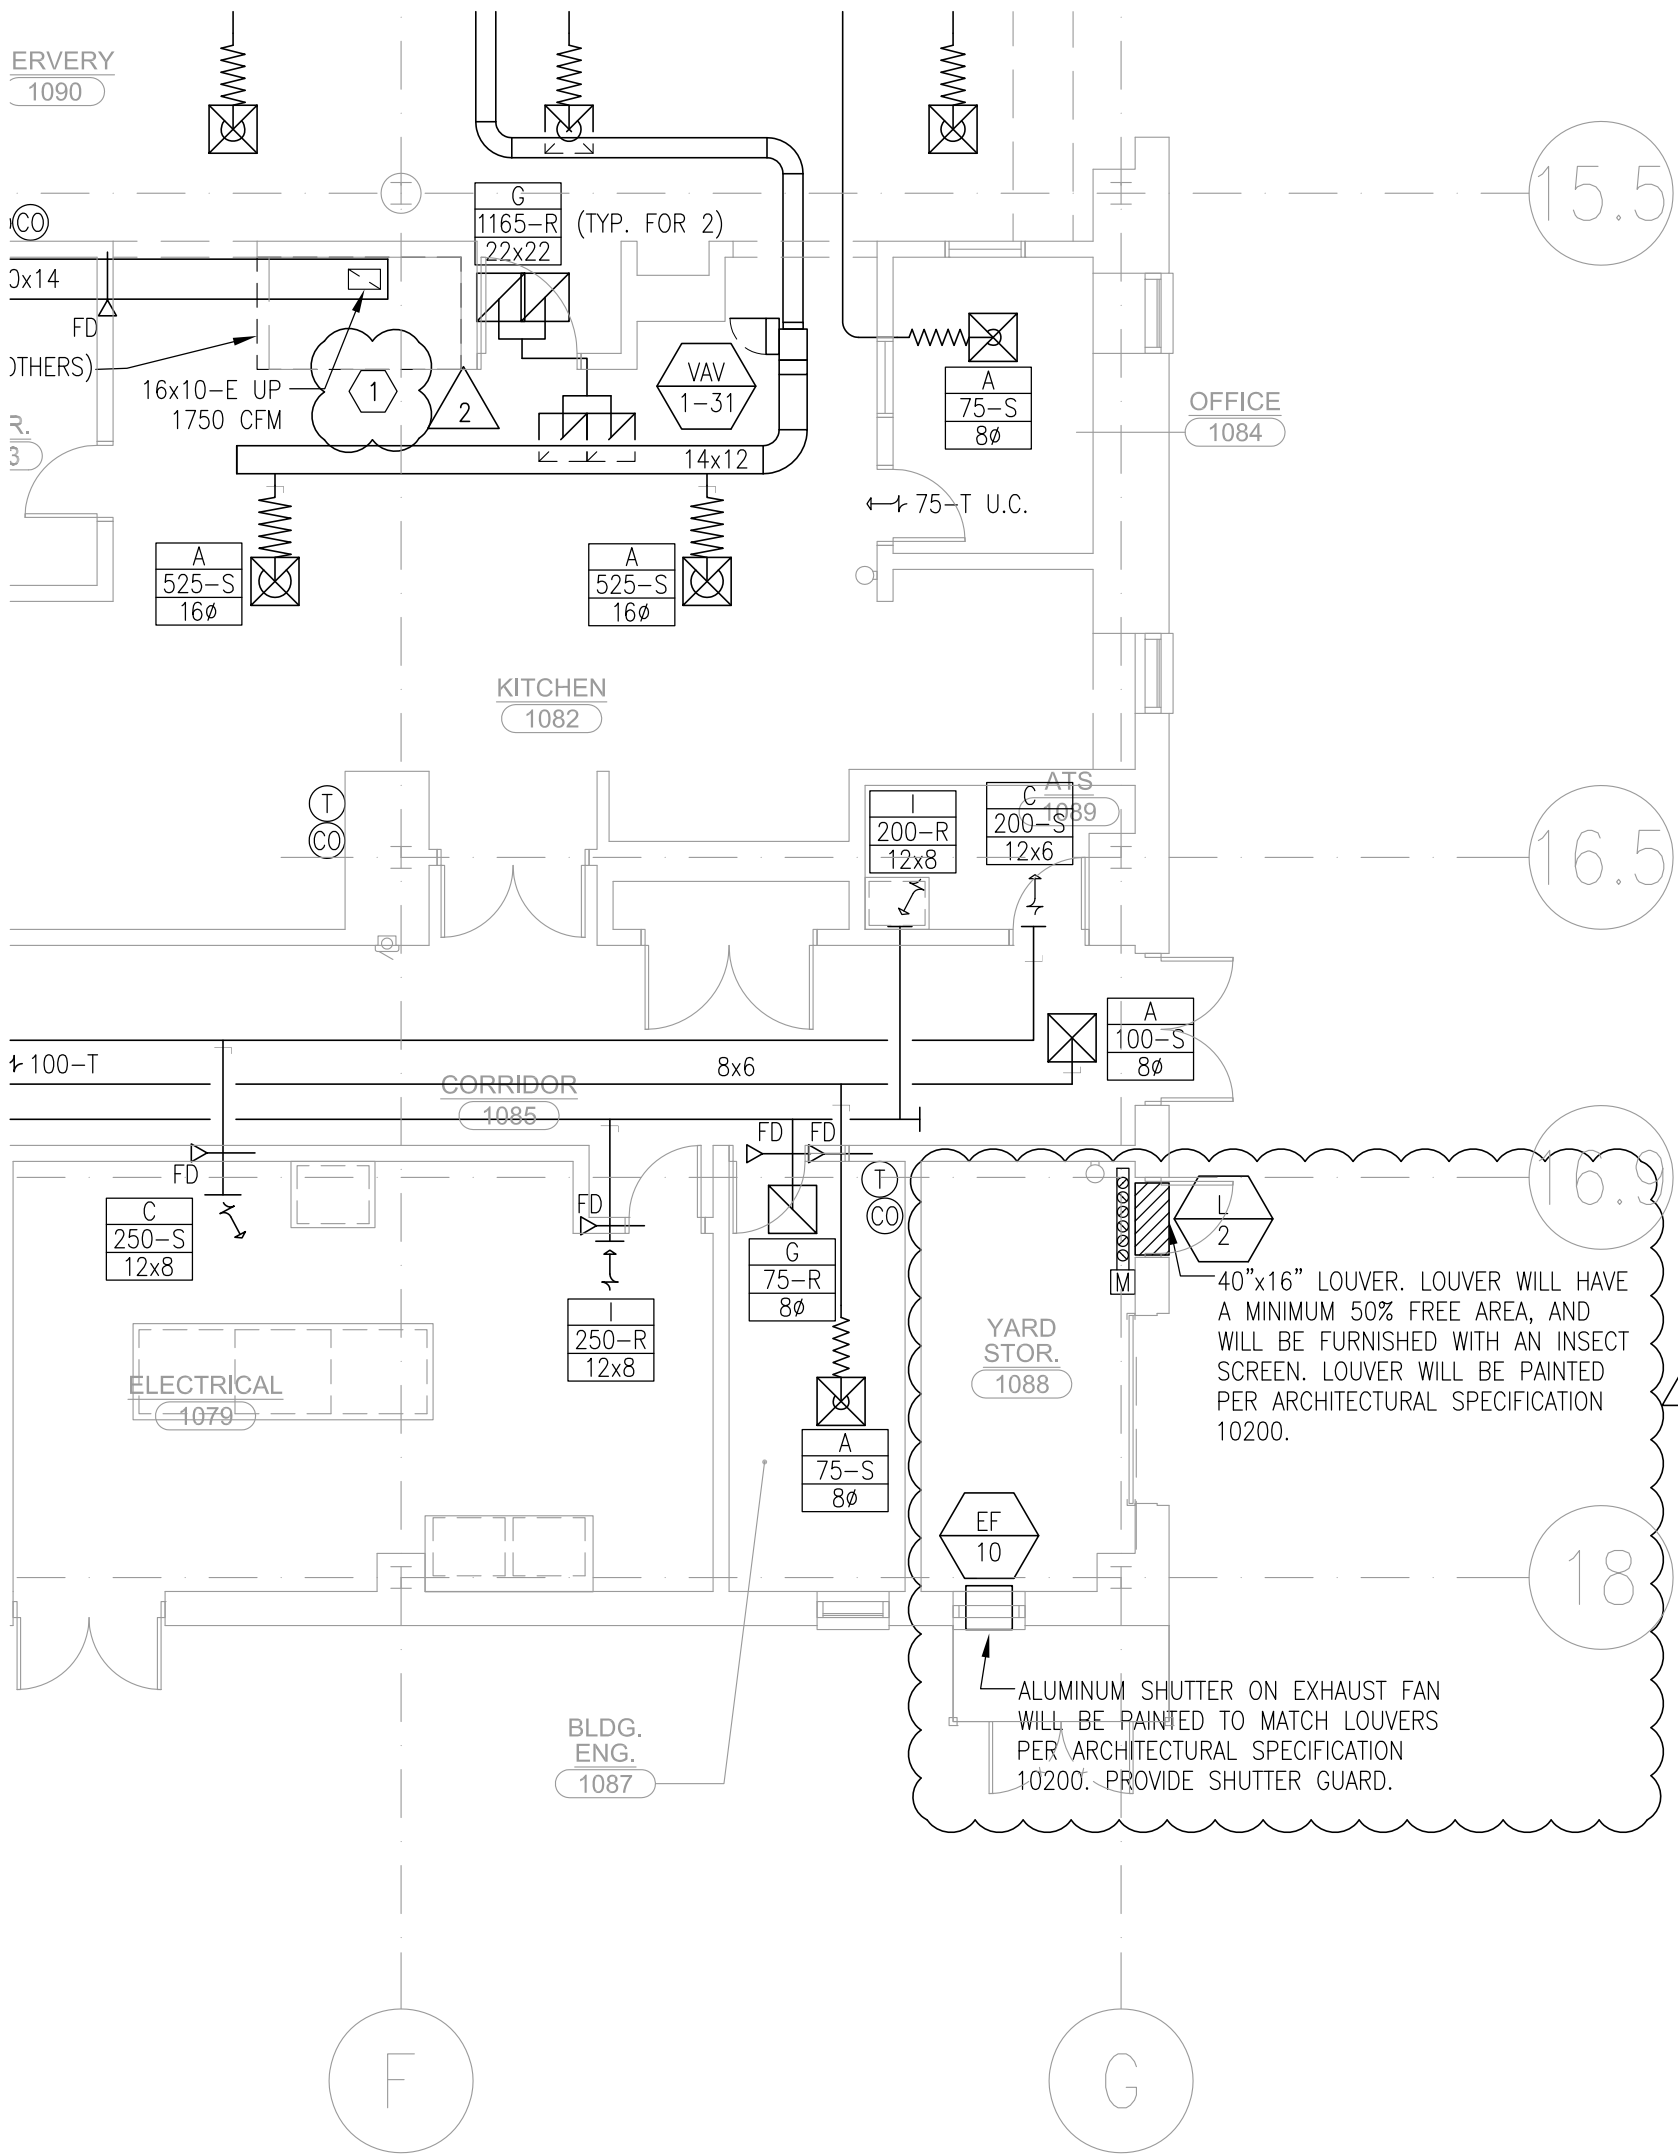 ERVERY
1090
15.5
CO
G
1165-R (TYP. FOR 2)
22x22
0x14
FD
OTHERS)
16x10-E UP
1750 CFM
1
2
VAV
1-31
A
75-S
8ø
OFFICE
1084
R.
3
14x12
75-T U.C.
A
525-S
16ø
A
525-S
16ø
KITCHEN
1082
T
CO
I
200-R
12x8
ATS
1089
C
200-S
12x6
16.5
A
100-S
8ø
100-T
8x6
CORRIDOR
1085
FD
FD
FD
FD
T
CO
16.9
C
250-S
12x8
G
75-R
8ø
I
250-R
12x8
L
2
M
40"x16" LOUVER. LOUVER WILL HAVE
A MINIMUM 50% FREE AREA, AND
WILL BE FURNISHED WITH AN INSECT
SCREEN. LOUVER WILL BE PAINTED
PER ARCHITECTURAL SPECIFICATION
10200.
YARD
STOR.
1088
ELECTRICAL
1079
A
75-S
8ø
EF
10
18
ALUMINUM SHUTTER ON EXHAUST FAN
WILL BE PAINTED TO MATCH LOUVERS
PER ARCHITECTURAL SPECIFICATION
10200. PROVIDE SHUTTER GUARD.
BLDG.
ENG.
1087
F
G